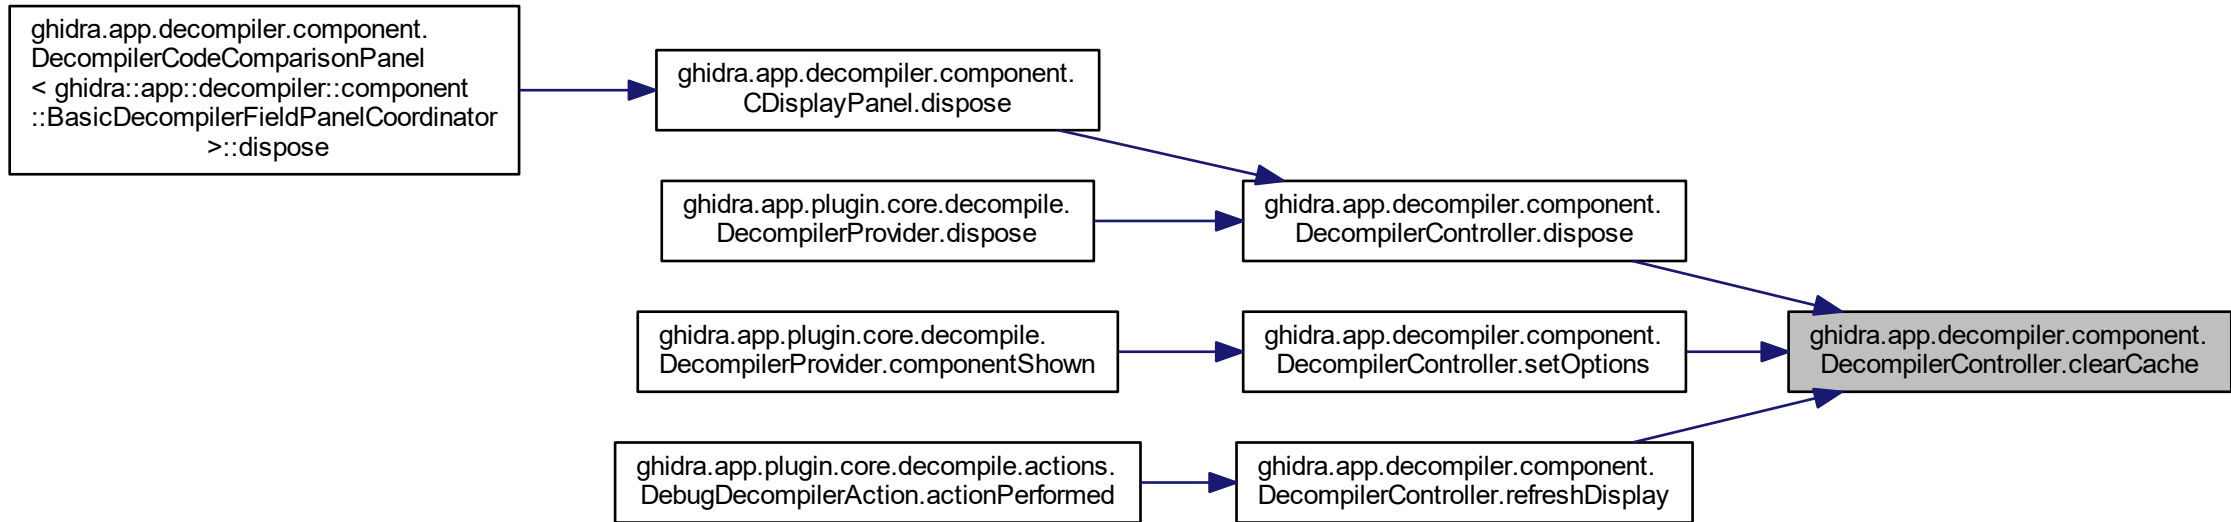 ghidra.app.decompiler.component.
DecompilerCodeComparisonPanel
< ghidra::app::decompiler::component
::BasicDecompilerFieldPanelCoordinator
>::dispose
ghidra.app.decompiler.component.
CDisplayPanel.dispose
ghidra.app.plugin.core.decompile.
DecompilerProvider.dispose
ghidra.app.decompiler.component.
DecompilerController.dispose
ghidra.app.plugin.core.decompile.
DecompilerProvider.componentShown
ghidra.app.decompiler.component.
DecompilerController.setOptions
ghidra.app.decompiler.component.
DecompilerController.clearCache
ghidra.app.plugin.core.decompile.actions.
DebugDecompilerAction.actionPerformed
ghidra.app.decompiler.component.
DecompilerController.refreshDisplay